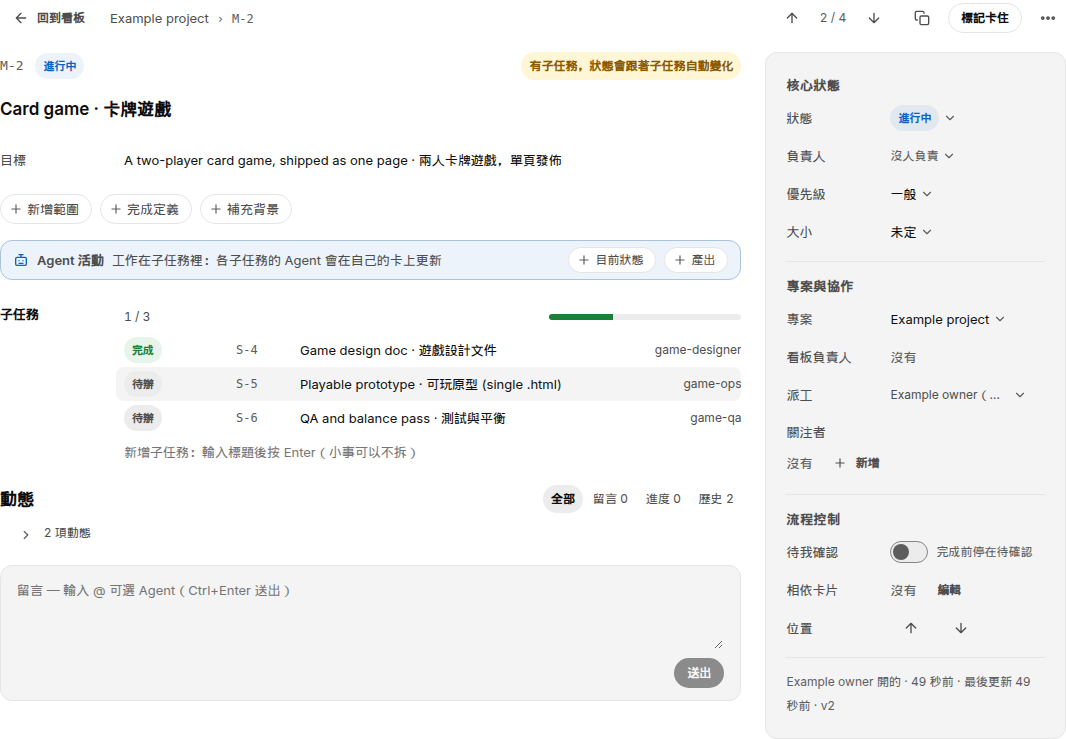 回到看板 Example project › M-2 2 / 4 標記卡住
M-2 進行中 有子任務，狀態會跟著子任務自動變化
Card game · 卡牌遊戲
目標 A two-player card game, shipped as one page · 兩人卡牌遊戲，單頁發佈
新增範圍 完成定義 補充背景
Agent 活動 工作在子任務裡：各子任務的 Agent 會在自己的卡上更新 目前狀態 產出
子任務 1 / 3
完成 S-4 Game design doc · 遊戲設計文件 game-designer
待辦 S-5 Playable prototype · 可玩原型 (single .html) game-ops
待辦 S-6 QA and balance pass · 測試與平衡 game-qa
新增子任務：輸入標題後按 Enter（小事可以不拆）
動態 全部 留言 0 進度 0 歷史 2
2 項動態
留言 — 輸入 @ 可選 Agent（Ctrl+Enter 送出）
送出
核心狀態
狀態 進行中
負責人 沒人負責
優先級 一般
大小 未定
專案與協作
專案 Example project
看板負責人 沒有
派工 Example owner（...
關注者
沒有 新增
流程控制
待我確認 完成前停在待確認
相依卡片 沒有 編輯
位置
Example owner 開的 · 49 秒前 · 最後更新 49
秒前 · v2